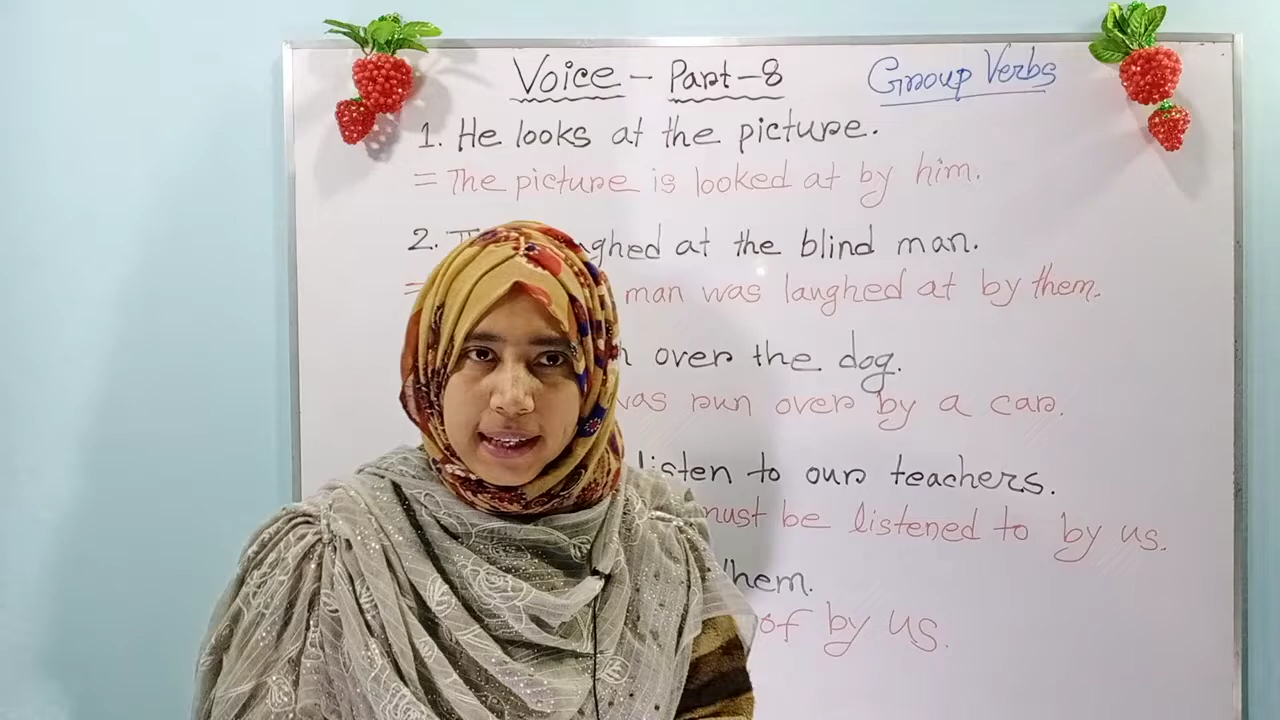 Voice - Part-8 Group Verbs
1. He looks at the picture.
= The picture is looked at by him.
2. at the blind man.
= man was laughed at by them.
over the dog.
was run over by a car.
listen to our teachers.
must be listened to by us.
them.
of by us.